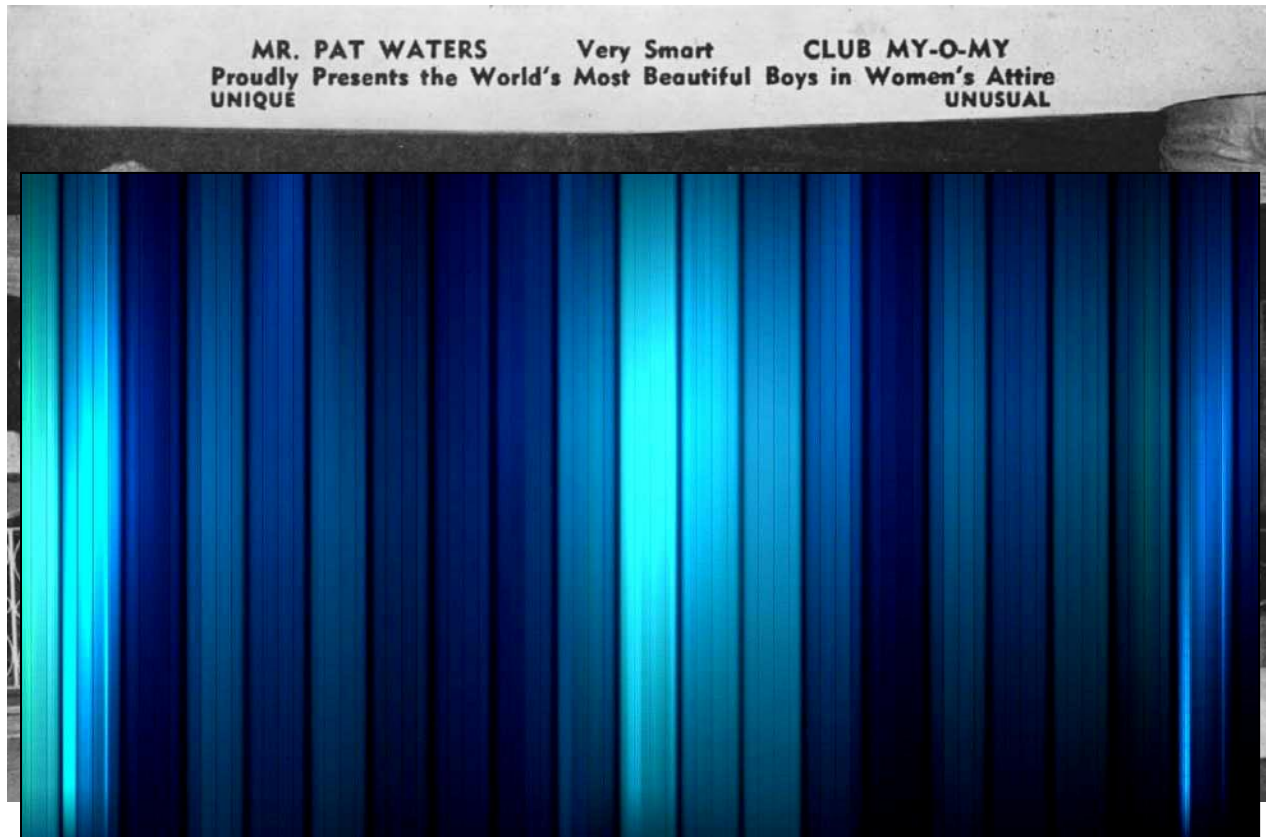 MR. PAT WATERS Very Smart CLUB MY-O-MY
Proudly Presents the World's Most Beautiful Boys in Women's Attire
UNIQUE UNUSUAL